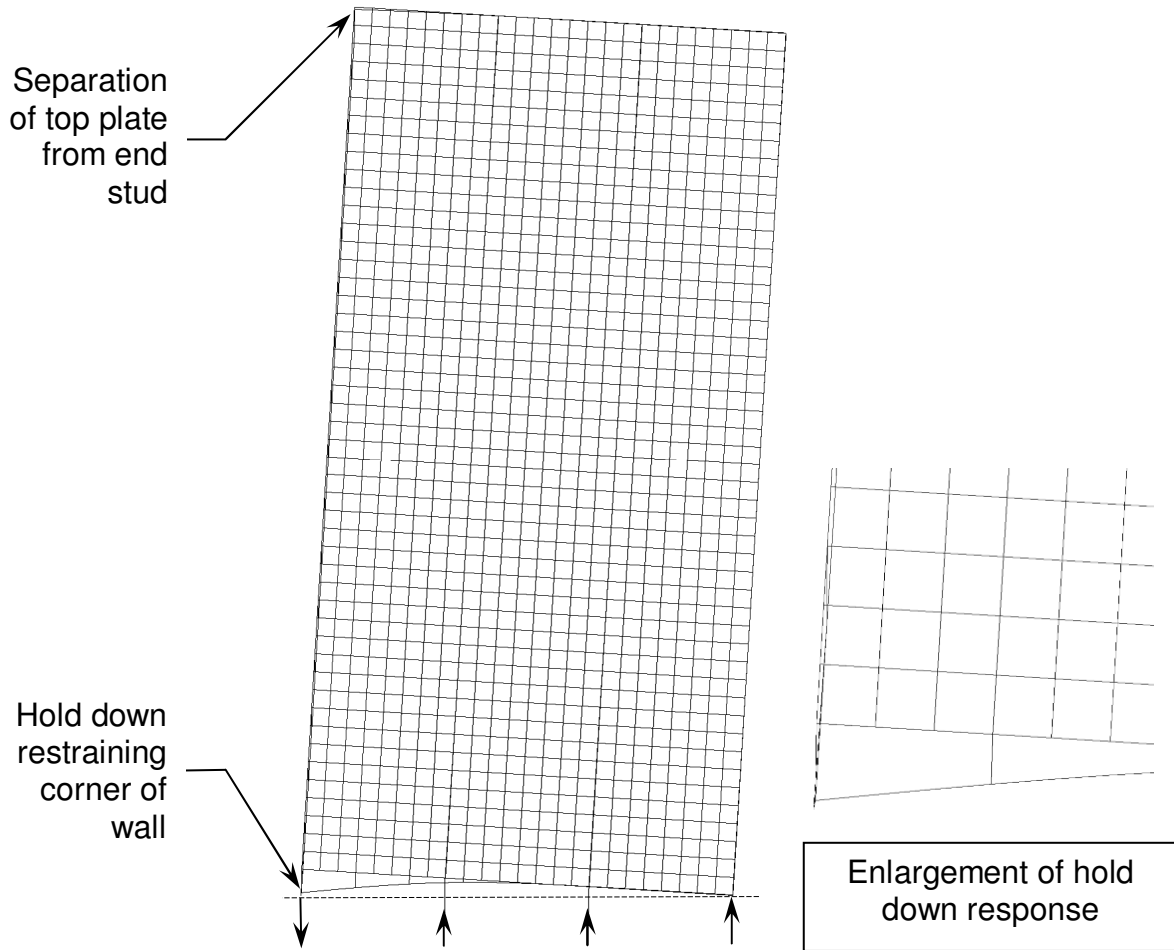 Separation
of top plate
from end
stud
Hold down
restraining
corner of
wall
Enlargement of hold
down response